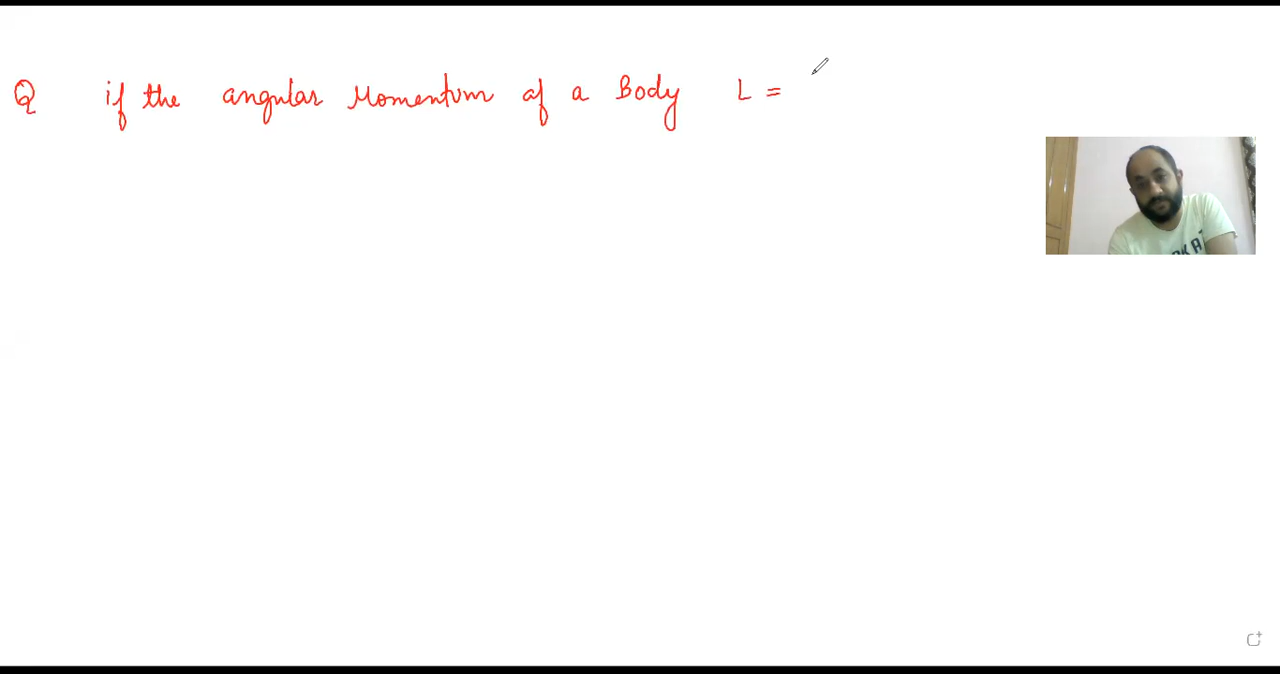 Q if the angular Momentum of a Body L =